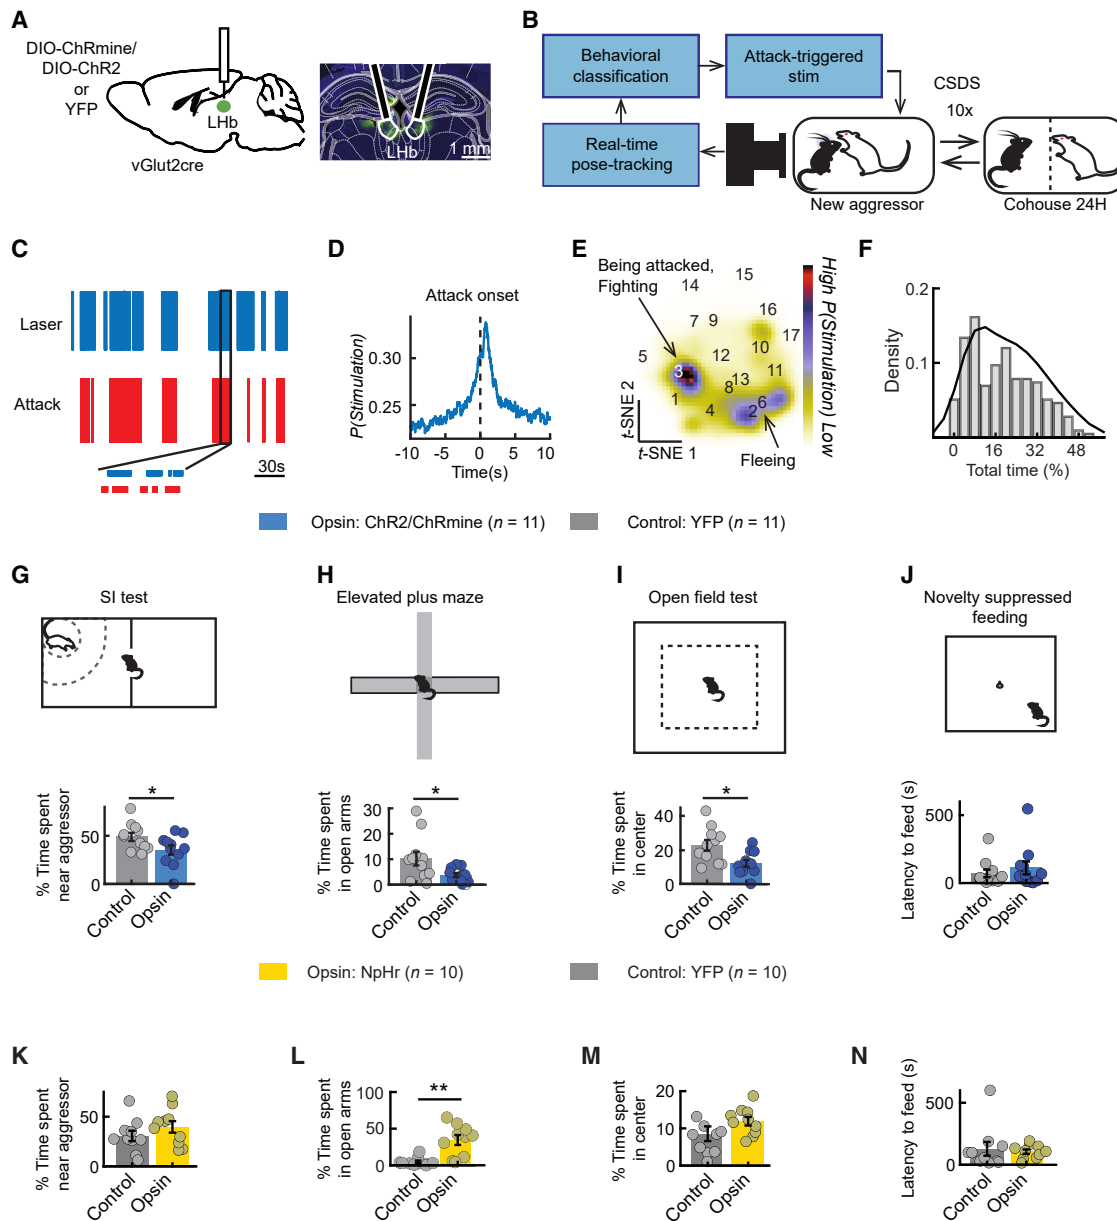 A
DIO-ChRmine/
DIO-ChR2
or
YFP
LHb
vGlut2cre
LHb
1 mm
B
Behavioral
classification
Attack-triggered
stim
Real-time
pose-tracking
CSDS
10x
New aggressor
Cohouse 24H
C
Laser
Attack
30s
D
Attack onset
P(Stimulation)
0.30
0.25
-10 -5 0 5 10
Time(s)
E
Being attacked,
Fighting
15
14
16
7 9
17
5
12
10
3
13
11
8
1
4
2
6
Fleeing
t-SNE 2
t-SNE 1
High P(Stimulation) Low
F
0.2
0.1
Density
0 16 32 48
Total time (%)
Opsin: ChR2/ChRmine (n = 11)
Control: YFP (n = 11)
G
SI test
% Time spent
near aggressor
50
0
*
Control
Opsin
H
Elevated plus maze
% Time spent
in open arms
30
20
10
0
*
Control
Opsin
I
Open field test
% Time spent
in center
40
20
0
*
Control
Opsin
J
Novelty suppressed
feeding
Latency to feed (s)
500
0
Control
Opsin
Opsin: NpHr (n = 10)
Control: YFP (n = 10)
K
% Time spent
near aggressor
50
0
Control
Opsin
L
% Time spent
in open arms
100
50
0
**
Control
Opsin
M
% Time spent
in center
20
10
0
Control
Opsin
N
Latency to feed (s)
500
0
Control
Opsin